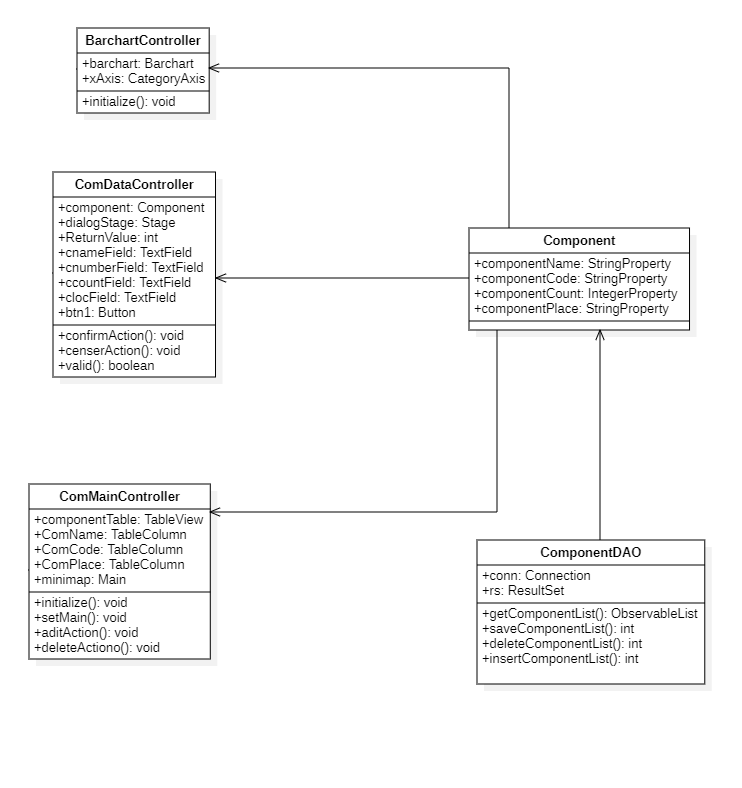 BarchartController
+barchart: Barchart
+xAxis: CategoryAxis
+initialize(): void
ComDataController
+component: Component
+dialogStage: Stage
+ReturnValue: int
+cnameField: TextField
+cnumberField: TextField
+ccountField: TextField
+clocField: TextField
+btn1: Button
+confirmAction(): void
+censerAction(): void
+valid(): boolean
Component
+componentName: StringProperty
+componentCode: StringProperty
+componentCount: IntegerProperty
+componentPlace: StringProperty
ComMainController
+componentTable: TableView
+ComName: TableColumn
+ComCode: TableColumn
+ComPlace: TableColumn
+minimap: Main
+initialize(): void
+setMain(): void
+aditAction(): void
+deleteActiono(): void
ComponentDAO
+conn: Connection
+rs: ResultSet
+getComponentList(): ObservableList
+saveComponentList(): int
+deleteComponentList(): int
+insertComponentList(): int